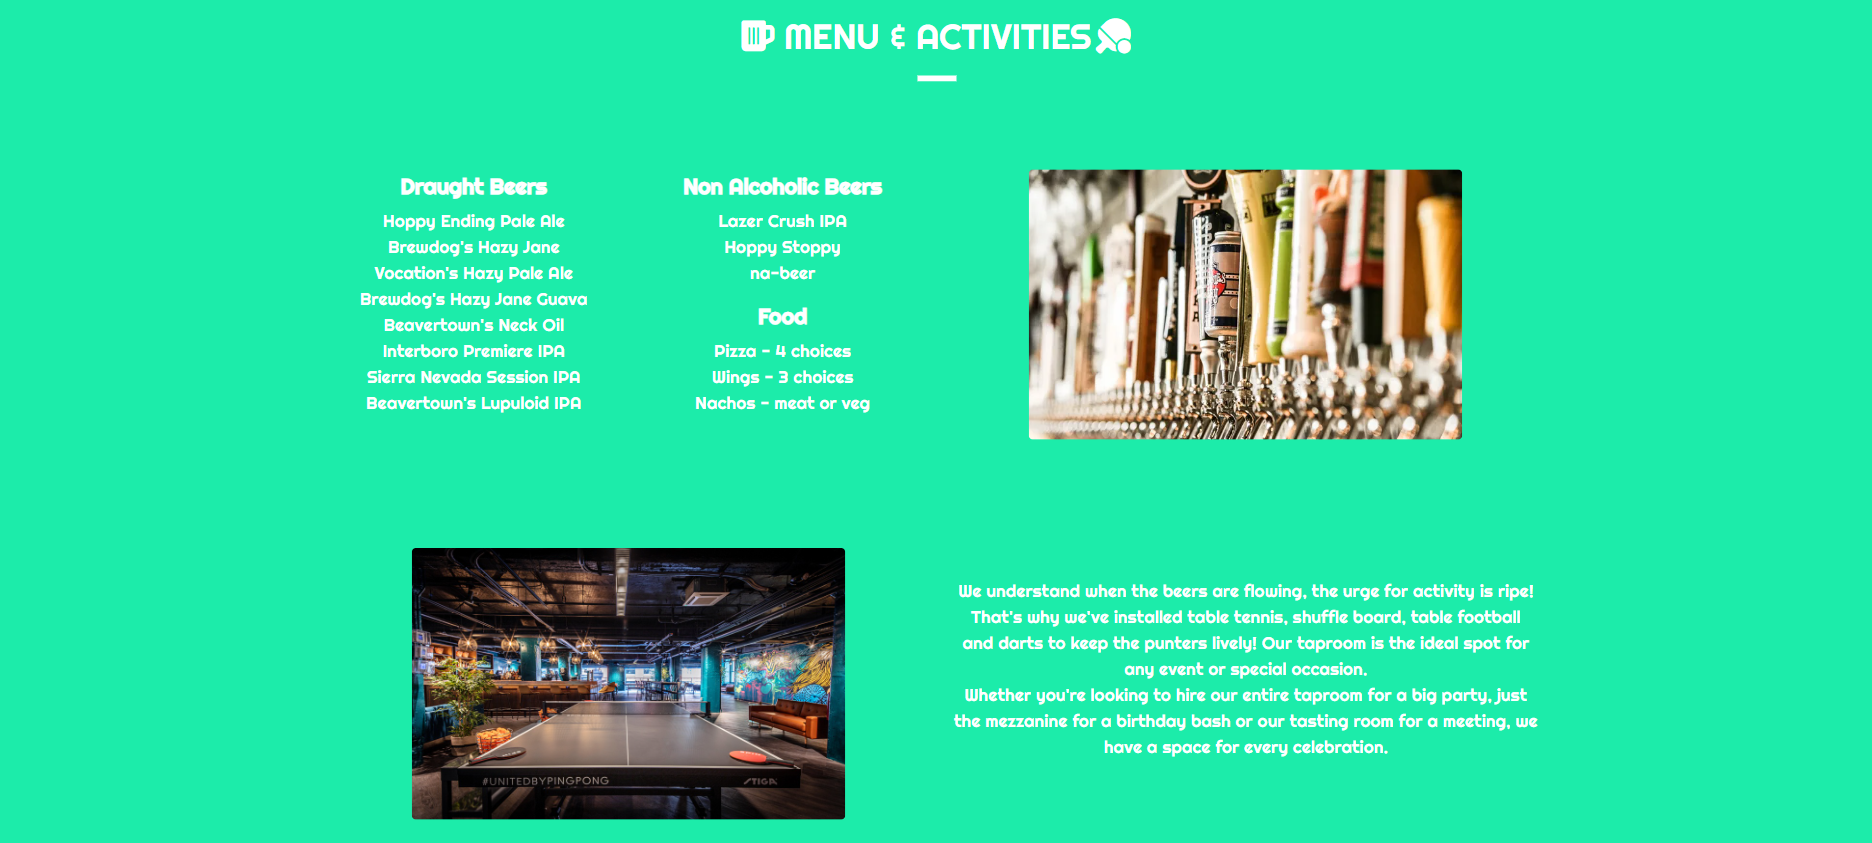 MENU & ACTIVITIES
Draught Beers
Hoppy Ending Pale Ale
Brewdog's Hazy Jane
Vocation's Hazy Pale Ale
Brewdog's Hazy Jane Guava
Beavertown's Neck Oil
Interboro Premiere IPA
Sierra Nevada Session IPA
Beavertown's Lupuloid IPA
Non Alcoholic Beers
Lazer Crush IPA
Hoppy Stoppy
na-beer
Food
Pizza - 4 choices
Wings - 3 choices
Nachos - meat or veg
#UNITEDBYPINGPONG
STIGA
We understand when the beers are flowing, the urge for activity is ripe!
That's why we've installed table tennis, shuffle board, table football
and darts to keep the punters lively! Our taproom is the ideal spot for
any event or special occasion.
Whether you're looking to hire our entire taproom for a big party, just
the mezzanine for a birthday bash or our tasting room for a meeting, we
have a space for every celebration.